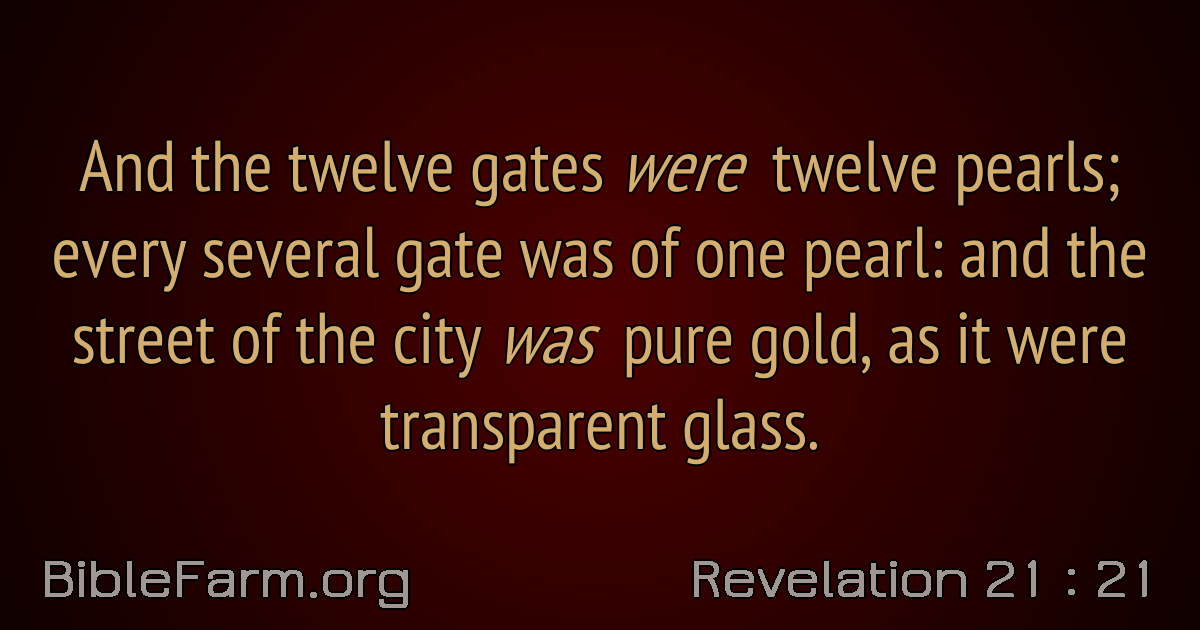 And the twelve gates were twelve pearls;
every several gate was of one pearl: and the
street of the city was pure gold, as it were
transparent glass.
BibleFarm.org
Revelation 21 : 21